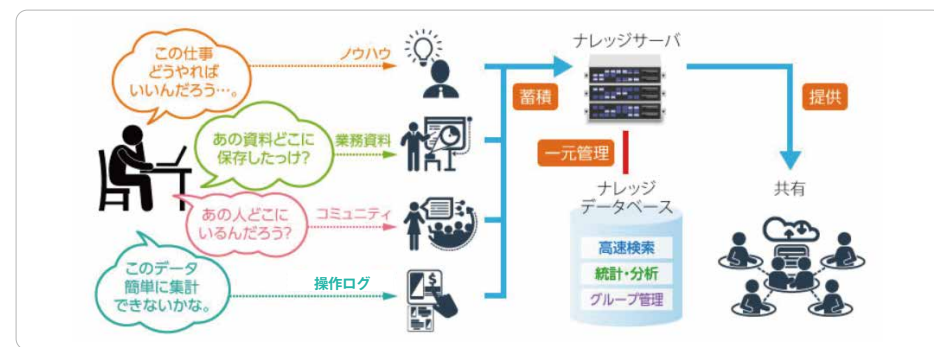 この仕事
どうやれば
いいんだろう…。
ノウハウ
あの資料どこに
保存したっけ?
業務資料
あの人どこに
いるんだろう?
コミュニティ
このデータ
簡単に集計
できないかな。
操作ログ
蓄積
ナレッジサーバ
一元管理
ナレッジ
データベース
高速検索
統計・分析
グループ管理
提供
共有
$